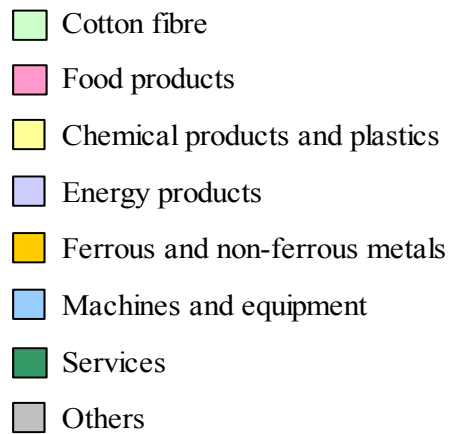 Cotton fibre
Food products
Chemical products and plastics
Energy products
Ferrous and non-ferrous metals
Machines and equipment
Services
Others